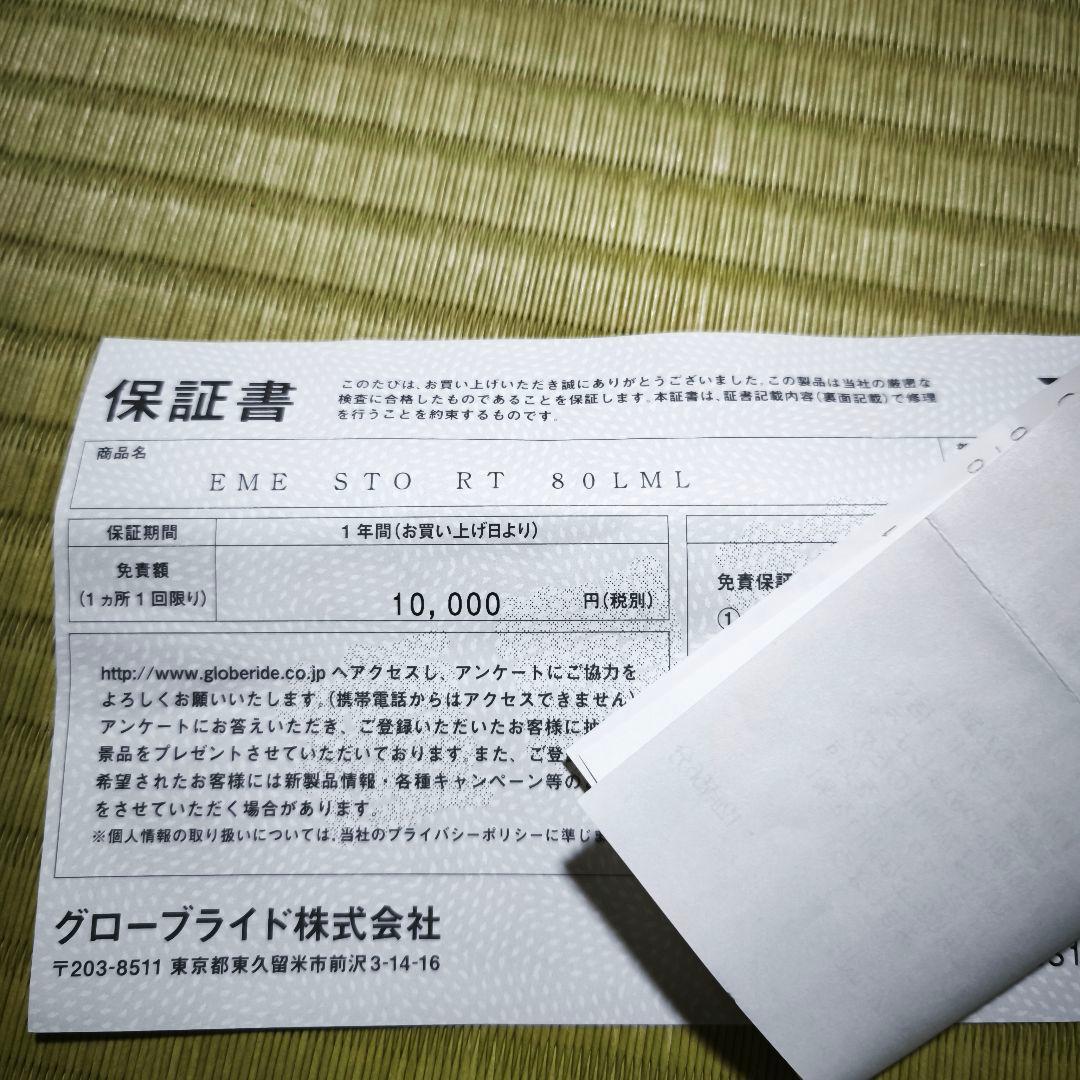 保証書
このたびは、お買い上げいただき誠にありがとうございました。この製品は当社の厳密な
検査に合格したものであることを保証します。本証書は、証書記載内容(裏面記載)で修理
を行うことを約束するものです。
商品名
EME STO RT 80LML
保証期間
1年間(お買い上げ日より)
免責額
(1ヵ所1回限り)
10,000 円(税別)
免責保証
①
http://www.globeride.co.jp へアクセスし、アンケートにご協力を
よろしくお願いいたします。(携帯電話からはアクセスできません)
アンケートにお答えいただき、ご登録いただいたお客様に抽
景品をプレゼントさせていただいております。また、ご登
希望されたお客様には新製品情報・各種キャンペーン等の
をさせていただく場合があります。
※個人情報の取り扱いについては、当社のプライバシーポリシーに準じ
グローブライド株式会社
〒203-8511 東京都東久留米市前沢3-14-16